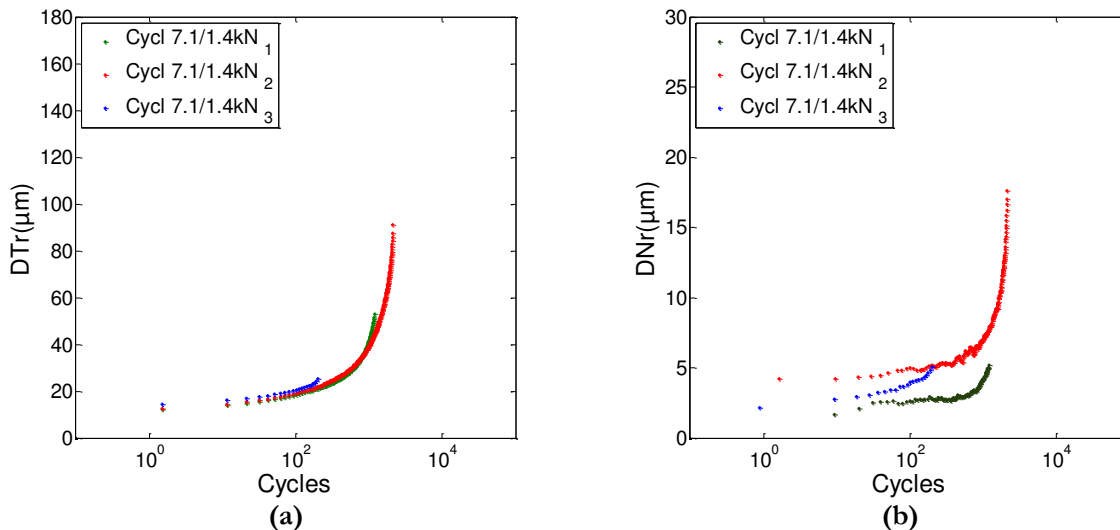 180
160
140
120
100
80
60
40
20
0
DTr(µm)
Cycl 7.1/1.4kN 1
Cycl 7.1/1.4kN 2
Cycl 7.1/1.4kN 3
10^0
10^2
10^4
Cycles
(a)
30
25
20
15
10
5
0
DNr(µm)
Cycl 7.1/1.4kN 1
Cycl 7.1/1.4kN 2
Cycl 7.1/1.4kN 3
10^0
10^2
10^4
Cycles
(b)